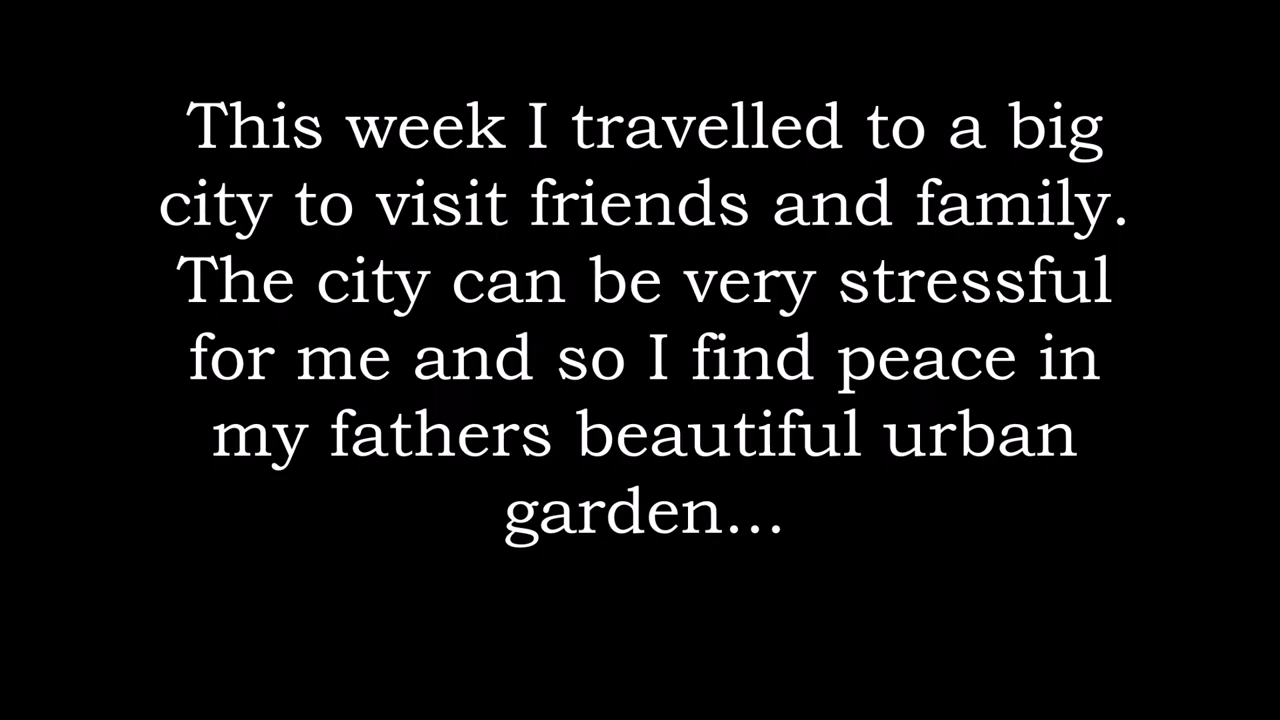 This week I travelled to a big
city to visit friends and family.
The city can be very stressful
for me and so I find peace in
my fathers beautiful urban
garden...